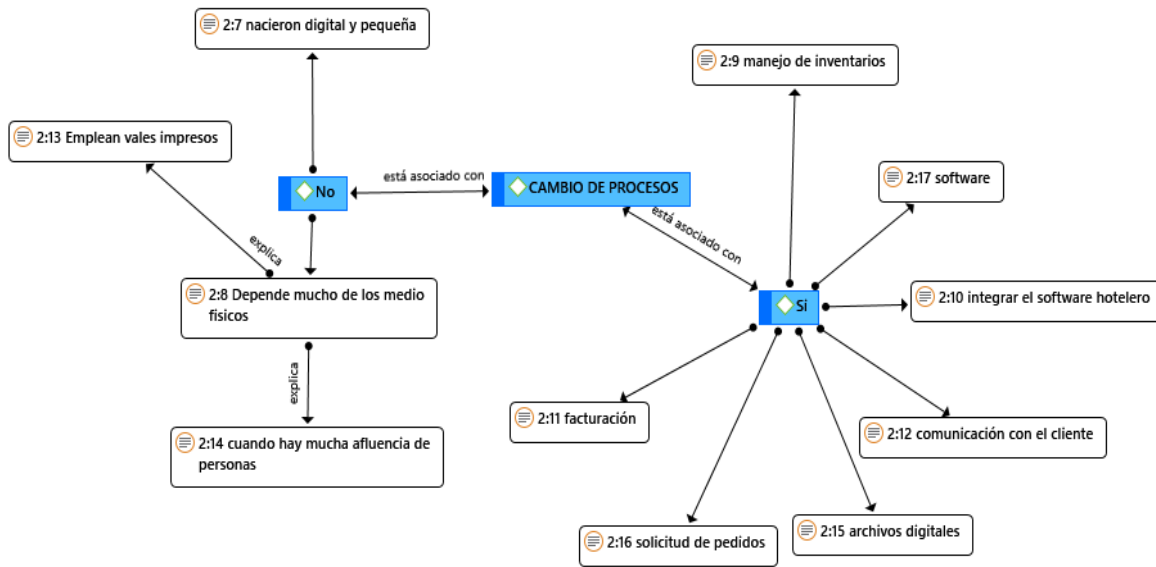 2:7 nacieron digital y pequeña
2:9 manejo de inventarios
2:13 Emplean vales impresos
2:17 software
está asociado con
No
CAMBIO DE PROCESOS
está asociado con
explica
2:8 Depende mucho de los medio
físicos
Si
2:10 integrar el software hotelero
explica
2:11 facturación
2:12 comunicación con el cliente
2:14 cuando hay mucha afluencia de
personas
2:16 solicitud de pedidos
2:15 archivos digitales